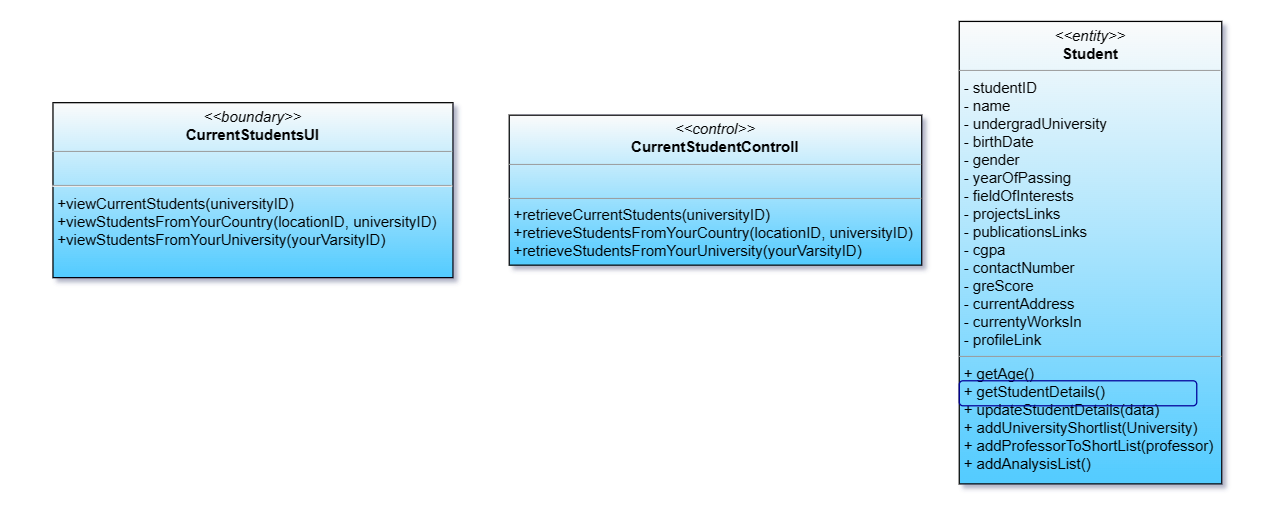 <<boundary>>
CurrentStudentsUI
+viewCurrentStudents(universityID)
+viewStudentsFromYourCountry(locationID, universityID)
+viewStudentsFromYourUniversity(yourVarsityID)
<<control>>
CurrentStudentControll
+retrieveCurrentStudents(universityID)
+retrieveStudentsFromYourCountry(locationID, universityID)
+retrieveStudentsFromYourUniversity(yourVarsityID)
<<entity>>
Student
- studentID
- name
- undergradUniversity
- birthDate
- gender
- yearOfPassing
- fieldOfInterests
- projectsLinks
- publicationsLinks
- cgpa
- contactNumber
- greScore
- currentAddress
- currentyWorksIn
- profileLink
+ getAge()
+ getStudentDetails()
+ updateStudentDetails(data)
+ addUniversityShortlist(University)
+ addProfessorToShortList(professor)
+ addAnalysisList()